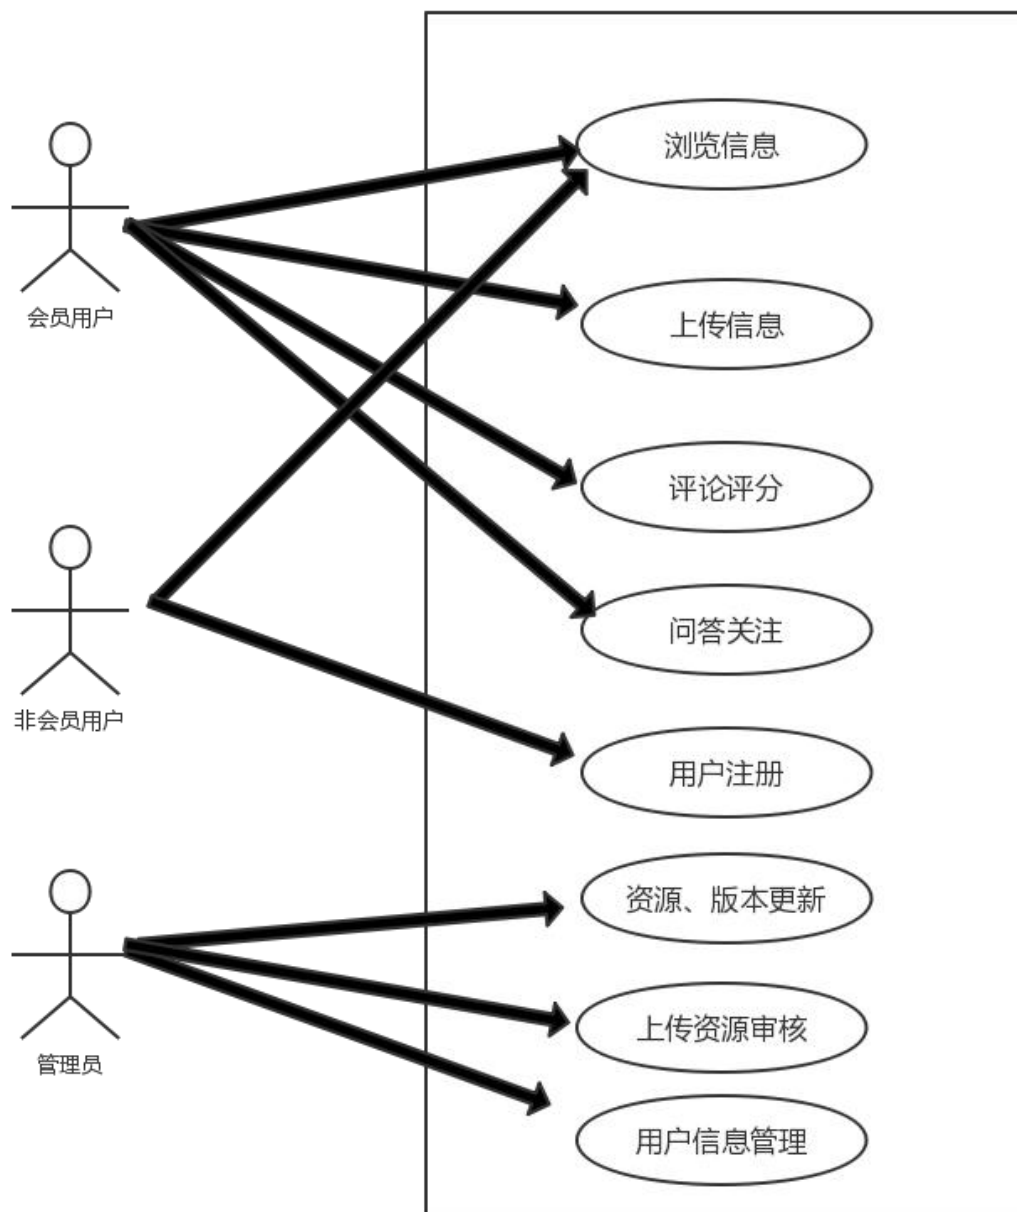 浏览信息
会员用户
上传信息
评论评分
问答关注
非会员用户
用户注册
资源、版本更新
上传资源审核
管理员
用户信息管理